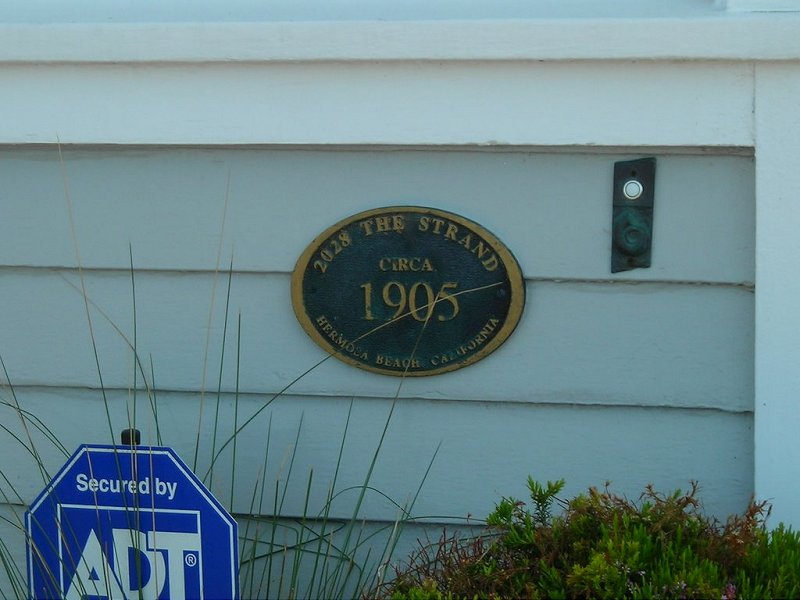 2028 THE STRAND
CIRCA
1905
HERMOSA BEACH, CALIFORNIA
Secured by
ADT®